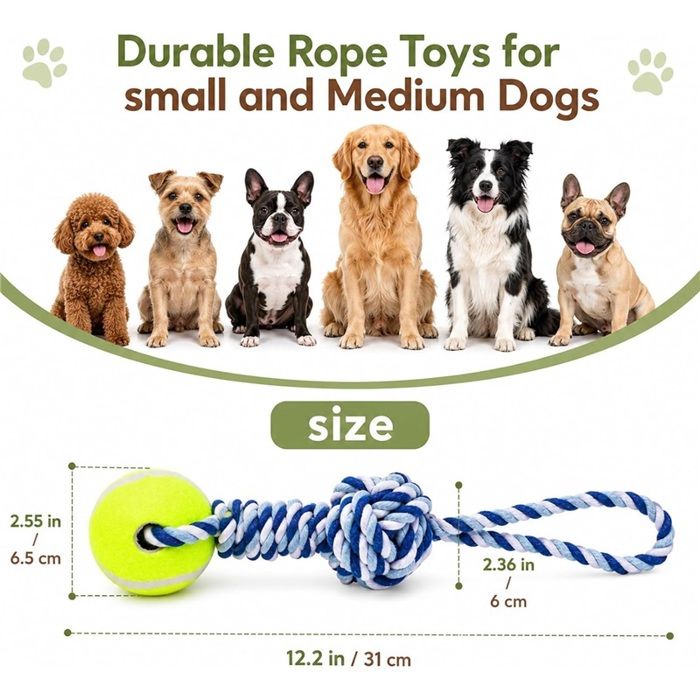 Durable Rope Toys for
small and Medium Dogs
size
2.55 in
/
6.5 cm
2.36 in
/
6 cm
12.2 in / 31 cm